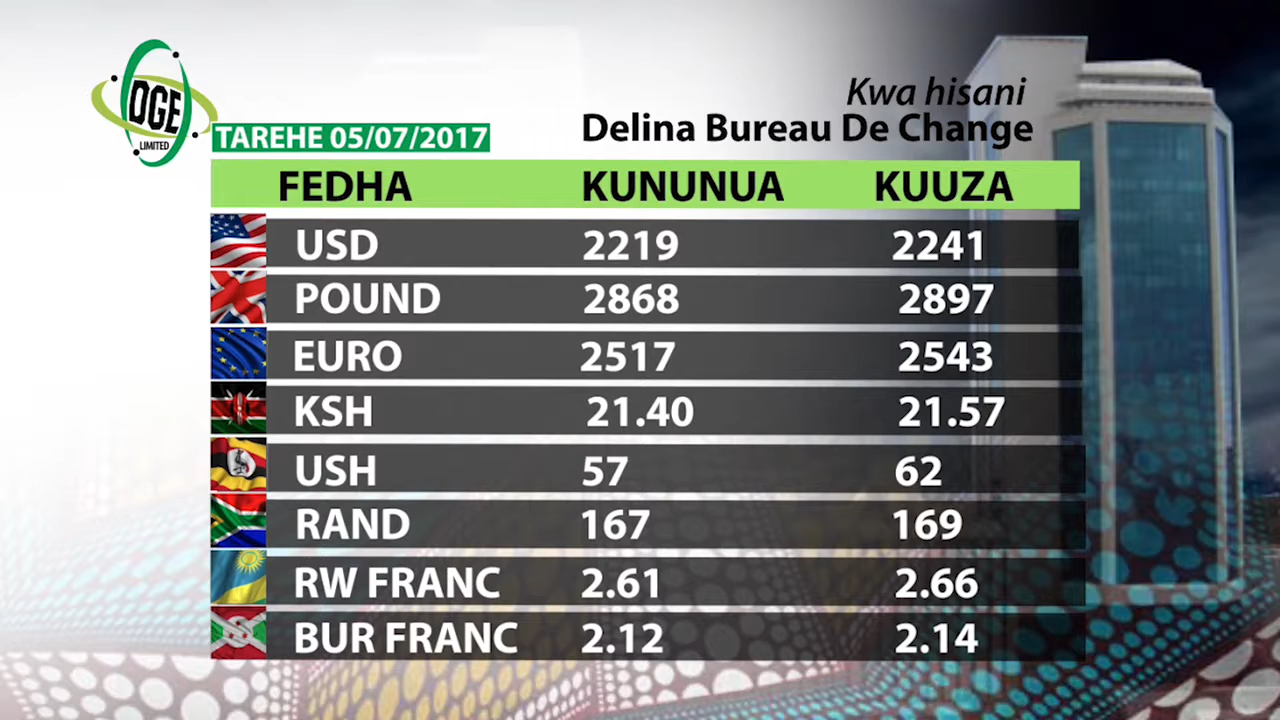 DGE
LIMITED
TAREHE 05/07/2017
Kwa hisani
Delina Bureau De Change
FEDHA KUNUNUA KUUZA
USD 2219 2241
POUND 2868 2897
EURO 2517 2543
KSH 21.40 21.57
USH 57 62
RAND 167 169
RW FRANC 2.61 2.66
BUR FRANC 2.12 2.14